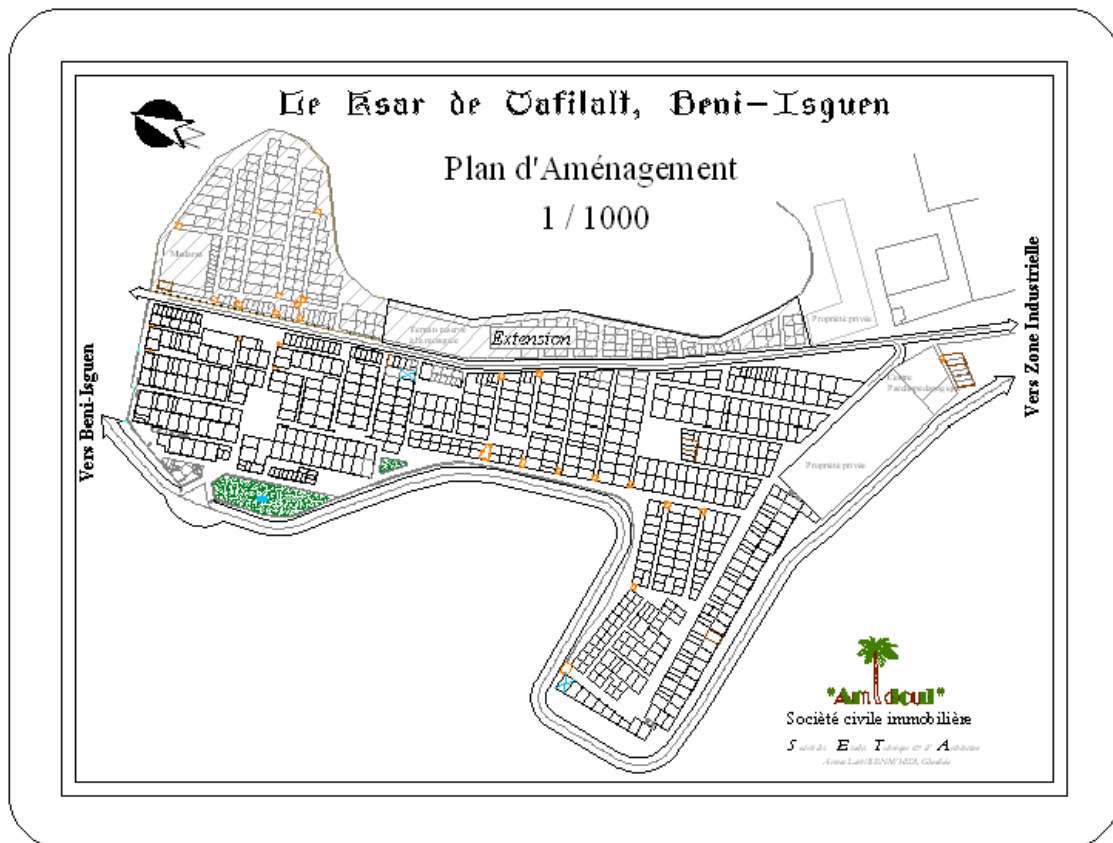 Le Ksar de Tafilalt, Beni-Isguen
Plan d'Aménagement
1 / 1000
Vers Zone Industrielle
Propriété privée
Extension
Vers Beni-Isguen
Propriété privée
"Amidoul"
Société civile immobilière
S E T A